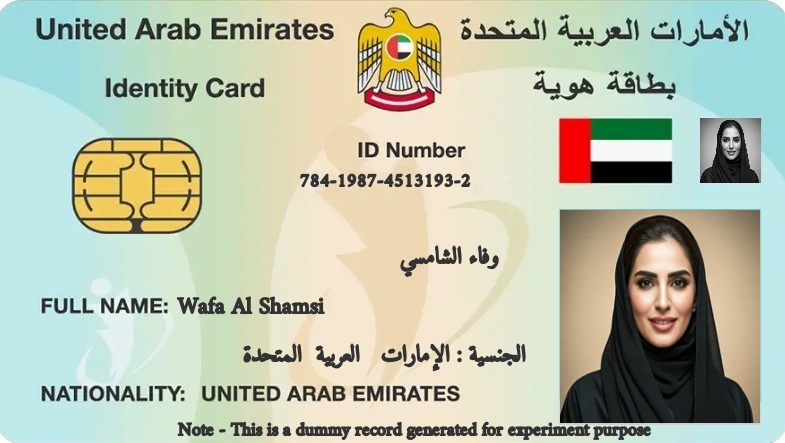 United Arab Emirates الأمارات العربية المتحدة
Identity Card بطاقة هوية
ID Number
784-1987-4513193-2
وفاء الشامسي
FULL NAME: Wafa Al Shamsi
الجنسية : الإمارات العربية المتحدة
NATIONALITY: UNITED ARAB EMIRATES
Note - This is a dummy record generated for experiment purpose